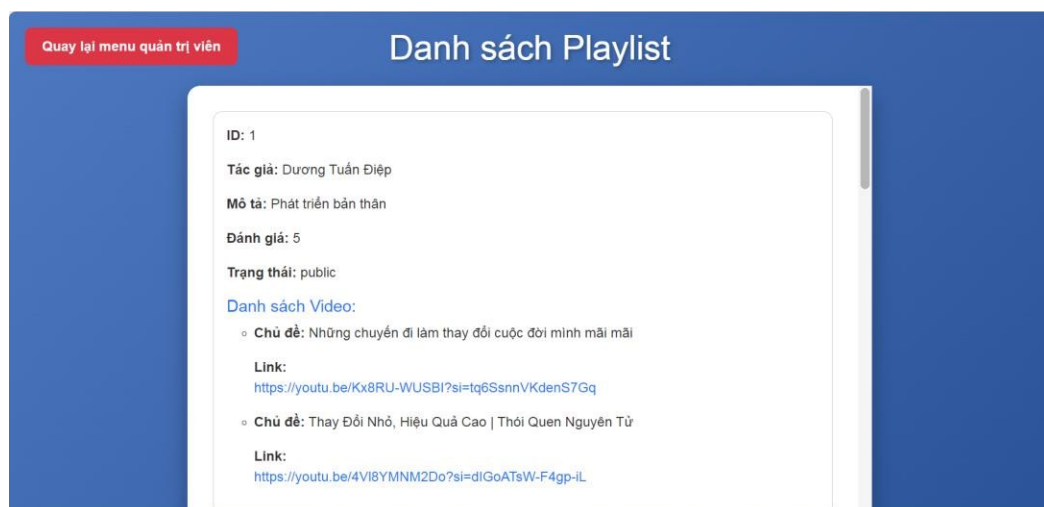 Quay lại menu quản trị viên
Danh sách Playlist
ID: 1
Tác giả: Dương Tuấn Điệp
Mô tả: Phát triển bản thân
Đánh giá: 5
Trạng thái: public
Danh sách Video:
Chủ đề: Những chuyến đi làm thay đổi cuộc đời mình mãi mãi
Link:
https://youtu.be/Kx8RU-WUSBI?si=tq6SsnnVKdenS7Gq
Chủ đề: Thay Đổi Nhỏ, Hiệu Quả Cao | Thói Quen Nguyên Tử
Link:
https://youtu.be/4VI8YMNM2Do?si=dIGoATsW-F4gp-iL